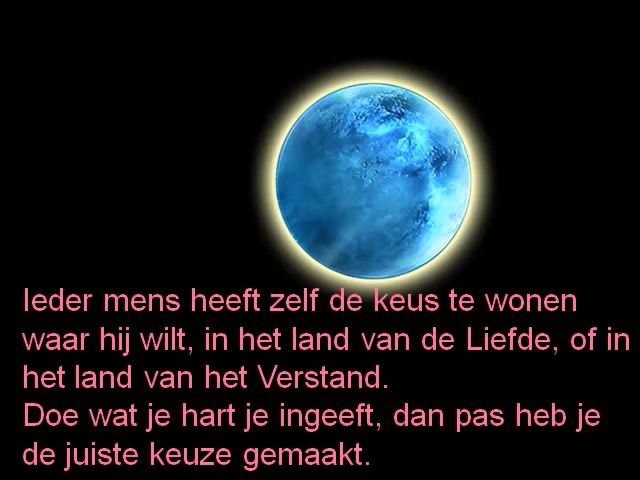 Ieder mens heeft zelf de keus te wonen
waar hij wilt, in het land van de Liefde, of in
het land van het Verstand.
Doe wat je hart je ingeeft, dan pas heb je
de juiste keuze gemaakt.